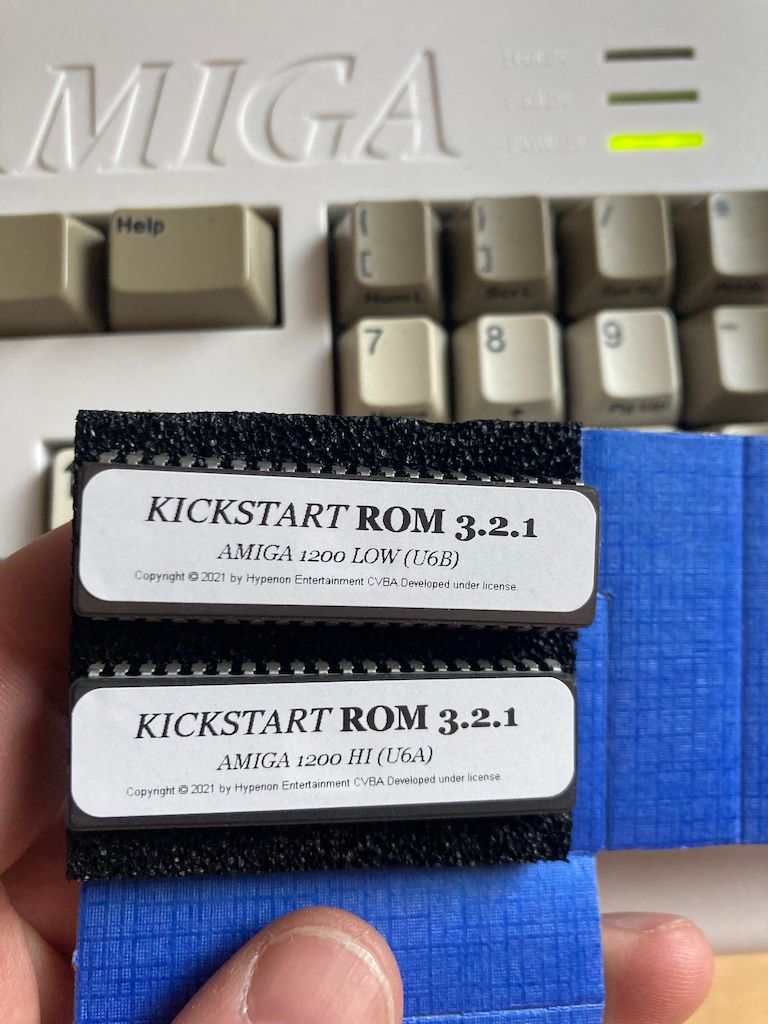 AMIGA
POWER
Help
{
[
}
]
/
*
7
8
9
-
KICKSTART ROM 3.2.1
AMIGA 1200 LOW (U6B)
Copyright © 2021 by Hyperion Entertainment CVBA.Developed under license.
KICKSTART ROM 3.2.1
AMIGA 1200 HI (U6A)
Copyright © 2021 by Hyperion Entertainment CVBA.Developed under license.